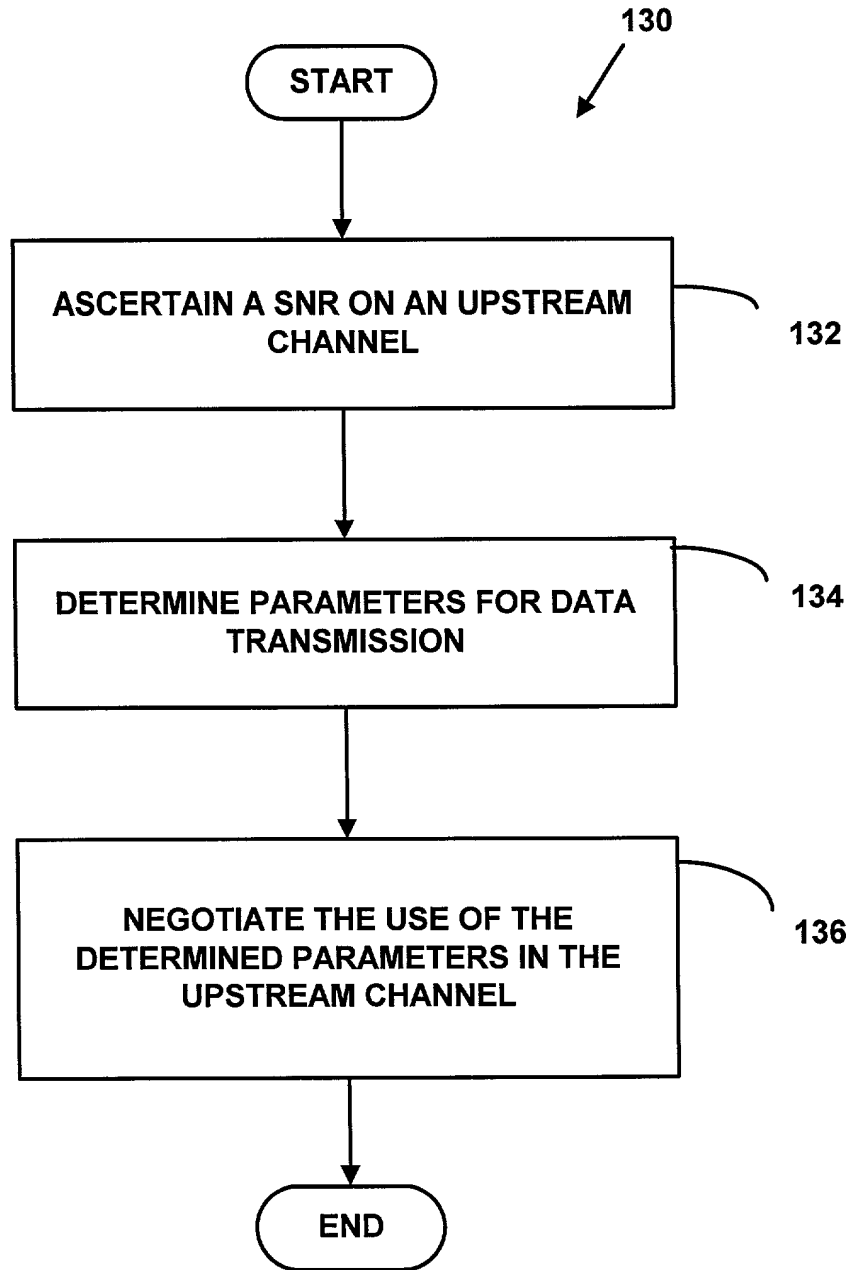 130
START
ASCERTAIN A SNR ON AN UPSTREAM
CHANNEL
132
DETERMINE PARAMETERS FOR DATA
TRANSMISSION
134
NEGOTIATE THE USE OF THE
DETERMINED PARAMETERS IN THE
UPSTREAM CHANNEL
136
END